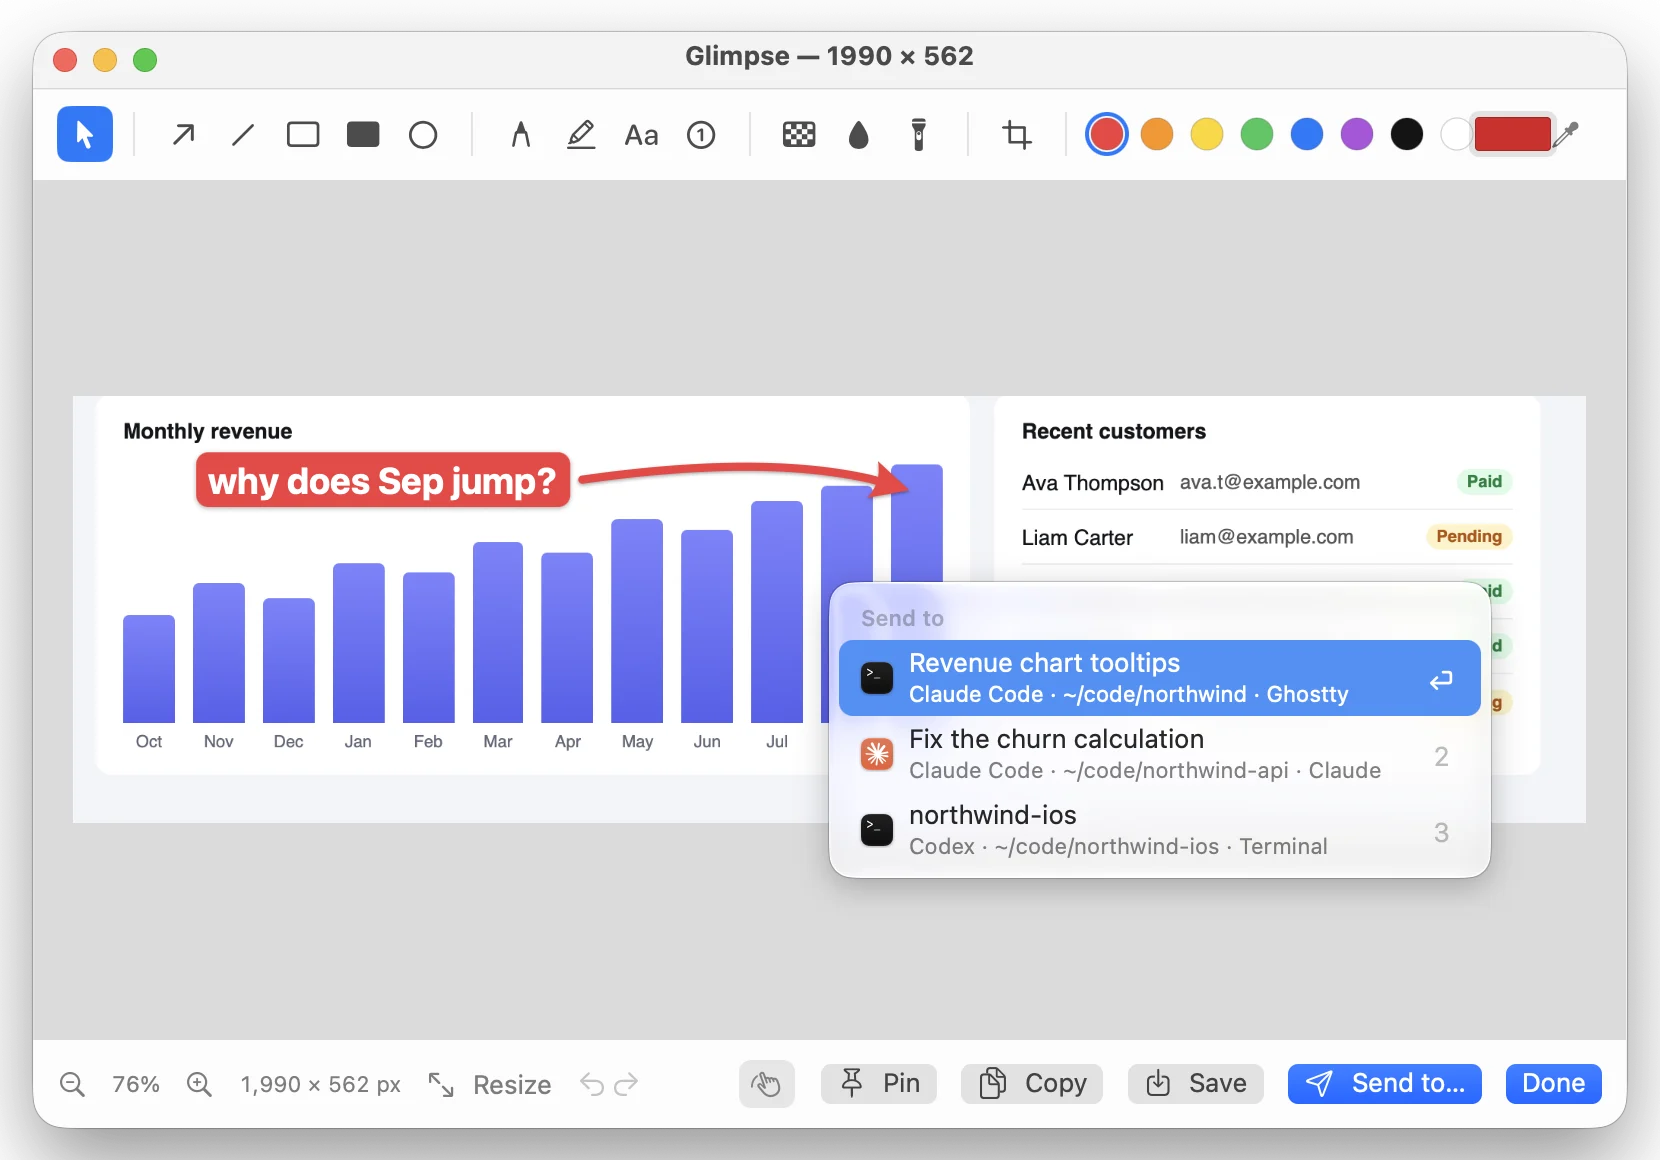 Glimpse — 1990 × 562
Aa
1
Monthly revenue
why does Sep jump?
Oct Nov Dec Jan Feb Mar Apr May Jun Jul
Recent customers
Ava Thompson ava.t@example.com Paid
Liam Carter liam@example.com Pending
id
d
g
Send to
>_
Revenue chart tooltips
Claude Code · ~/code/northwind · Ghostty
Fix the churn calculation
Claude Code · ~/code/northwind-api · Claude
2
>_
northwind-ios
Codex · ~/code/northwind-ios · Terminal
3
76% 1,990 × 562 px Resize Pin Copy Save Send to... Done